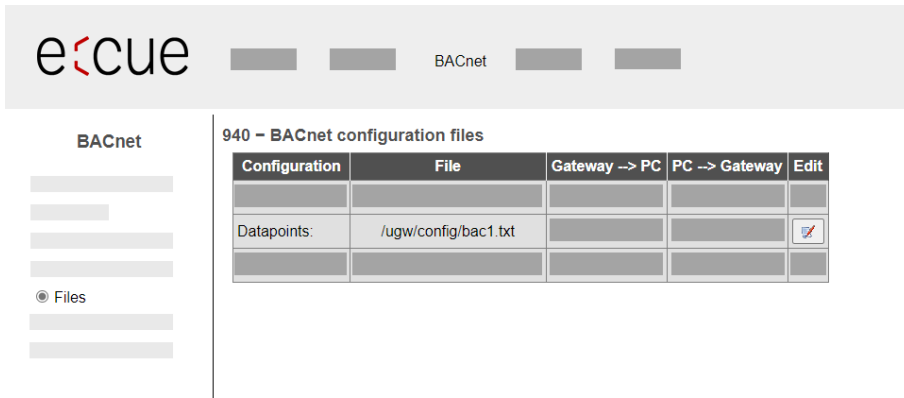 e:cue
BACnet
BACnet
Files
940 – BACnet configuration files
Configuration File Gateway --> PC PC --> Gateway Edit
Datapoints: /ugw/config/bac1.txt